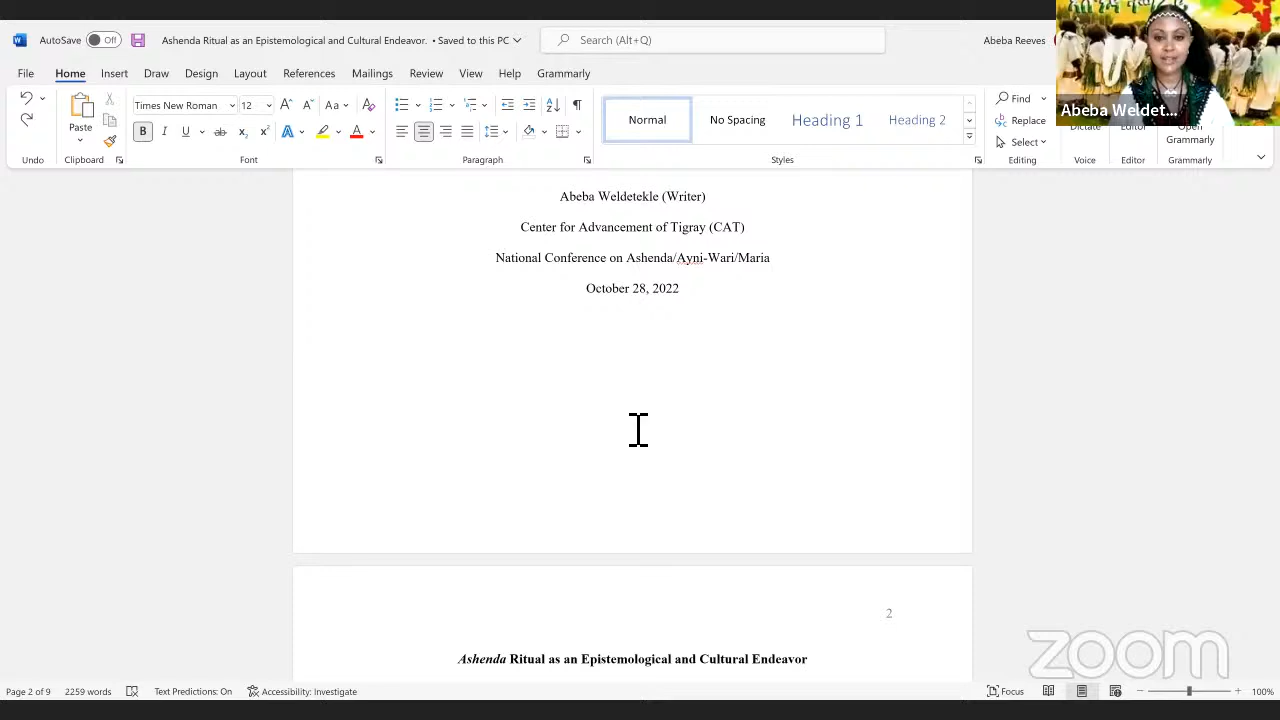 AutoSave Off Ashenda Ritual as an Epistemological and Cultural Endeavor. • Saved to this PC Search (Alt+Q) Abeba Reeves
File Home Insert Draw Design Layout References Mailings Review View Help Grammarly
Abeba Weldet...
Paste
Times New Roman 12
Normal No Spacing Heading 1 Heading 2
Find
Replace
Select
Dictate Editor Open
Grammarly
Undo Clipboard Font Paragraph Styles Editing Voice Editor Grammarly
Abeba Weldetekle (Writer)
Center for Advancement of Tigray (CAT)
National Conference on Ashenda/Ayni-Wari/Maria
October 28, 2022
2
Ashenda Ritual as an Epistemological and Cultural Endeavor
zoom
Page 2 of 9 2259 words Text Predictions: On Accessibility: Investigate Focus 100%